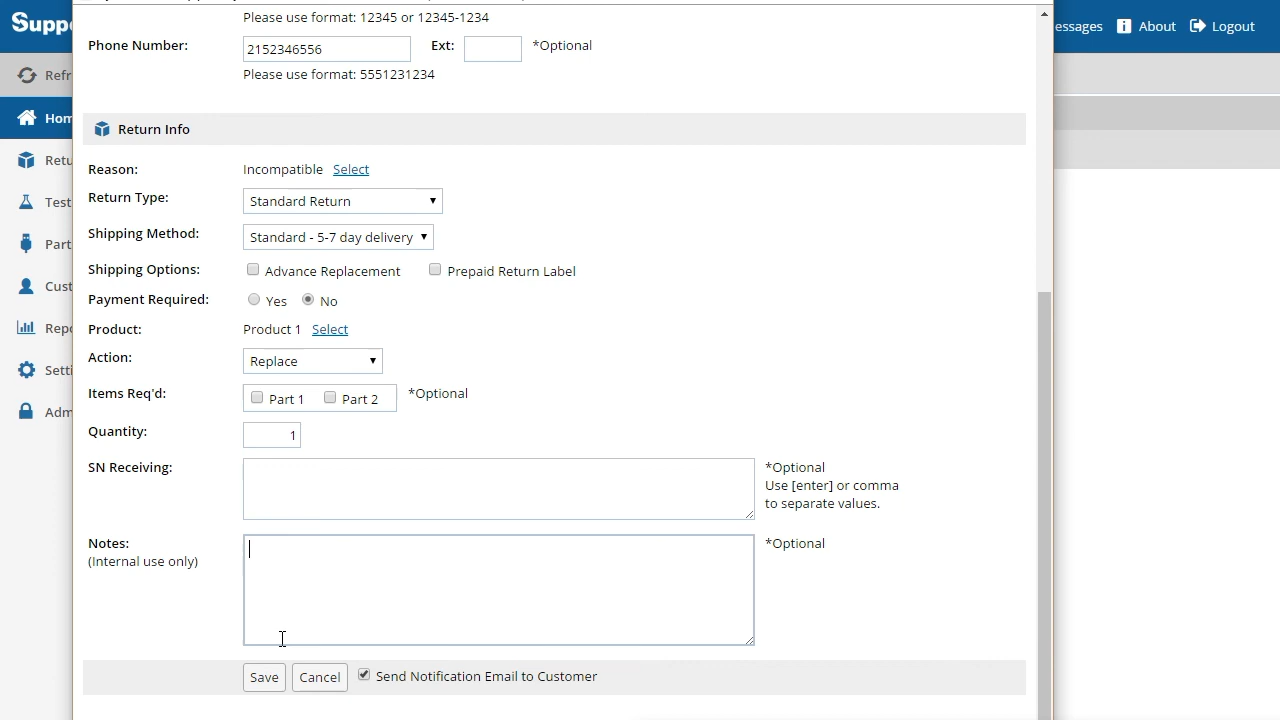 Please use format: 12345 or 12345-1234
Suppo
essages About Logout
Phone Number: 2152346556 Ext: *Optional
Please use format: 5551231234
Refr
Hom
Return Info
Retu
Reason: Incompatible Select
Return Type: Standard Return
Test
Shipping Method: Standard - 5-7 day delivery
Part
Shipping Options: Advance Replacement Prepaid Return Label
Cust
Payment Required: Yes No
Product: Product 1 Select
Repo
Action: Replace
Setti
Items Req'd: Part 1 Part 2 *Optional
Adm
Quantity: 1
SN Receiving: *Optional
Use [enter] or comma
to separate values.
Notes: *Optional
(Internal use only)
Save Cancel Send Notification Email to Customer